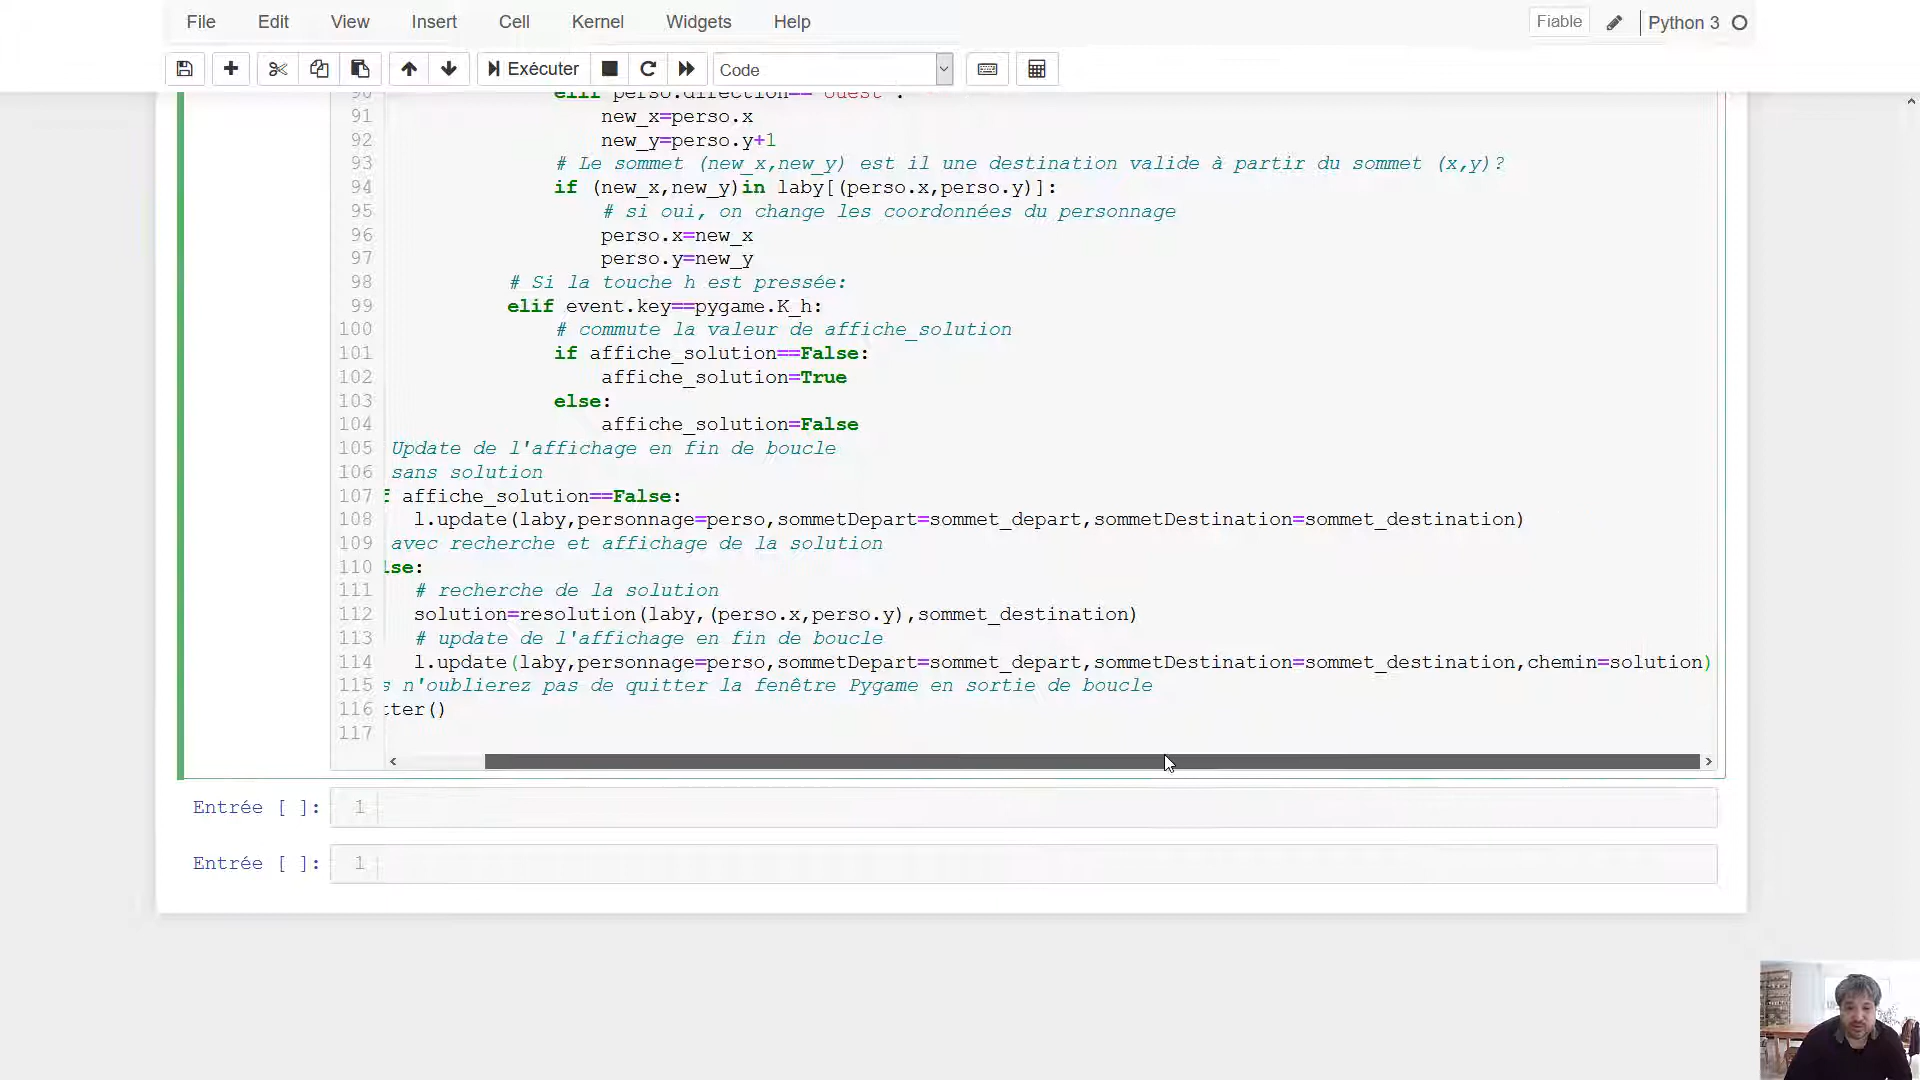 File Edit View Insert Cell Kernel Widgets Help Fiable Python 3
Exécuter Code
90 elif perso.direction=="ouest":
91 new_x=perso.x
92 new_y=perso.y+1
93 # Le sommet (new_x,new_y) est il une destination valide à partir du sommet (x,y)?
94 if (new_x,new_y)in laby[(perso.x,perso.y)]:
95 # si oui, on change les coordonnées du personnage
96 perso.x=new_x
97 perso.y=new_y
98 # Si la touche h est pressée:
99 elif event.key==pygame.K_h:
100 # commute la valeur de affiche_solution
101 if affiche_solution==False:
102 affiche_solution=True
103 else:
104 affiche_solution=False
105 Update de l'affichage en fin de boucle
106 sans solution
107 f affiche_solution==False:
108 l.update(laby,personnage=perso,sommetDepart=sommet_depart,sommetDestination=sommet_destination)
109 avec recherche et affichage de la solution
110 lse:
111 # recherche de la solution
112 solution=resolution(laby,(perso.x,perso.y),sommet_destination)
113 # update de l'affichage en fin de boucle
114 l.update(laby,personnage=perso,sommetDepart=sommet_depart,sommetDestination=sommet_destination,chemin=solution)
115 s n'oublierez pas de quitter la fenêtre Pygame en sortie de boucle
116 tter()
117
Entrée [ ]: 1
Entrée [ ]: 1